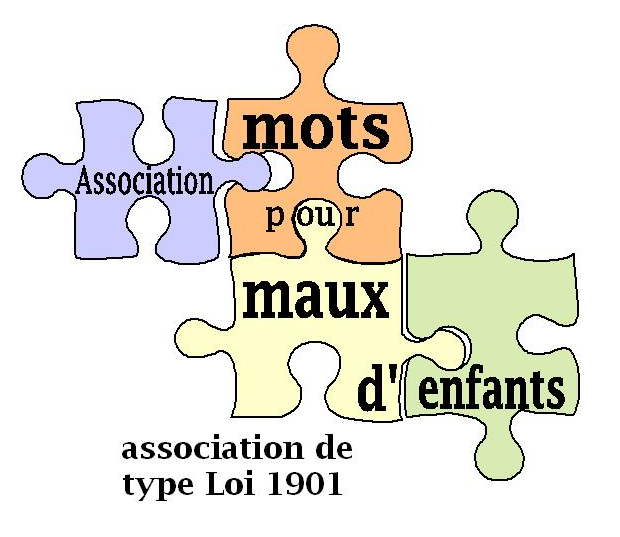 Association
mots
pour
maux
d'enfants
association de
type Loi 1901